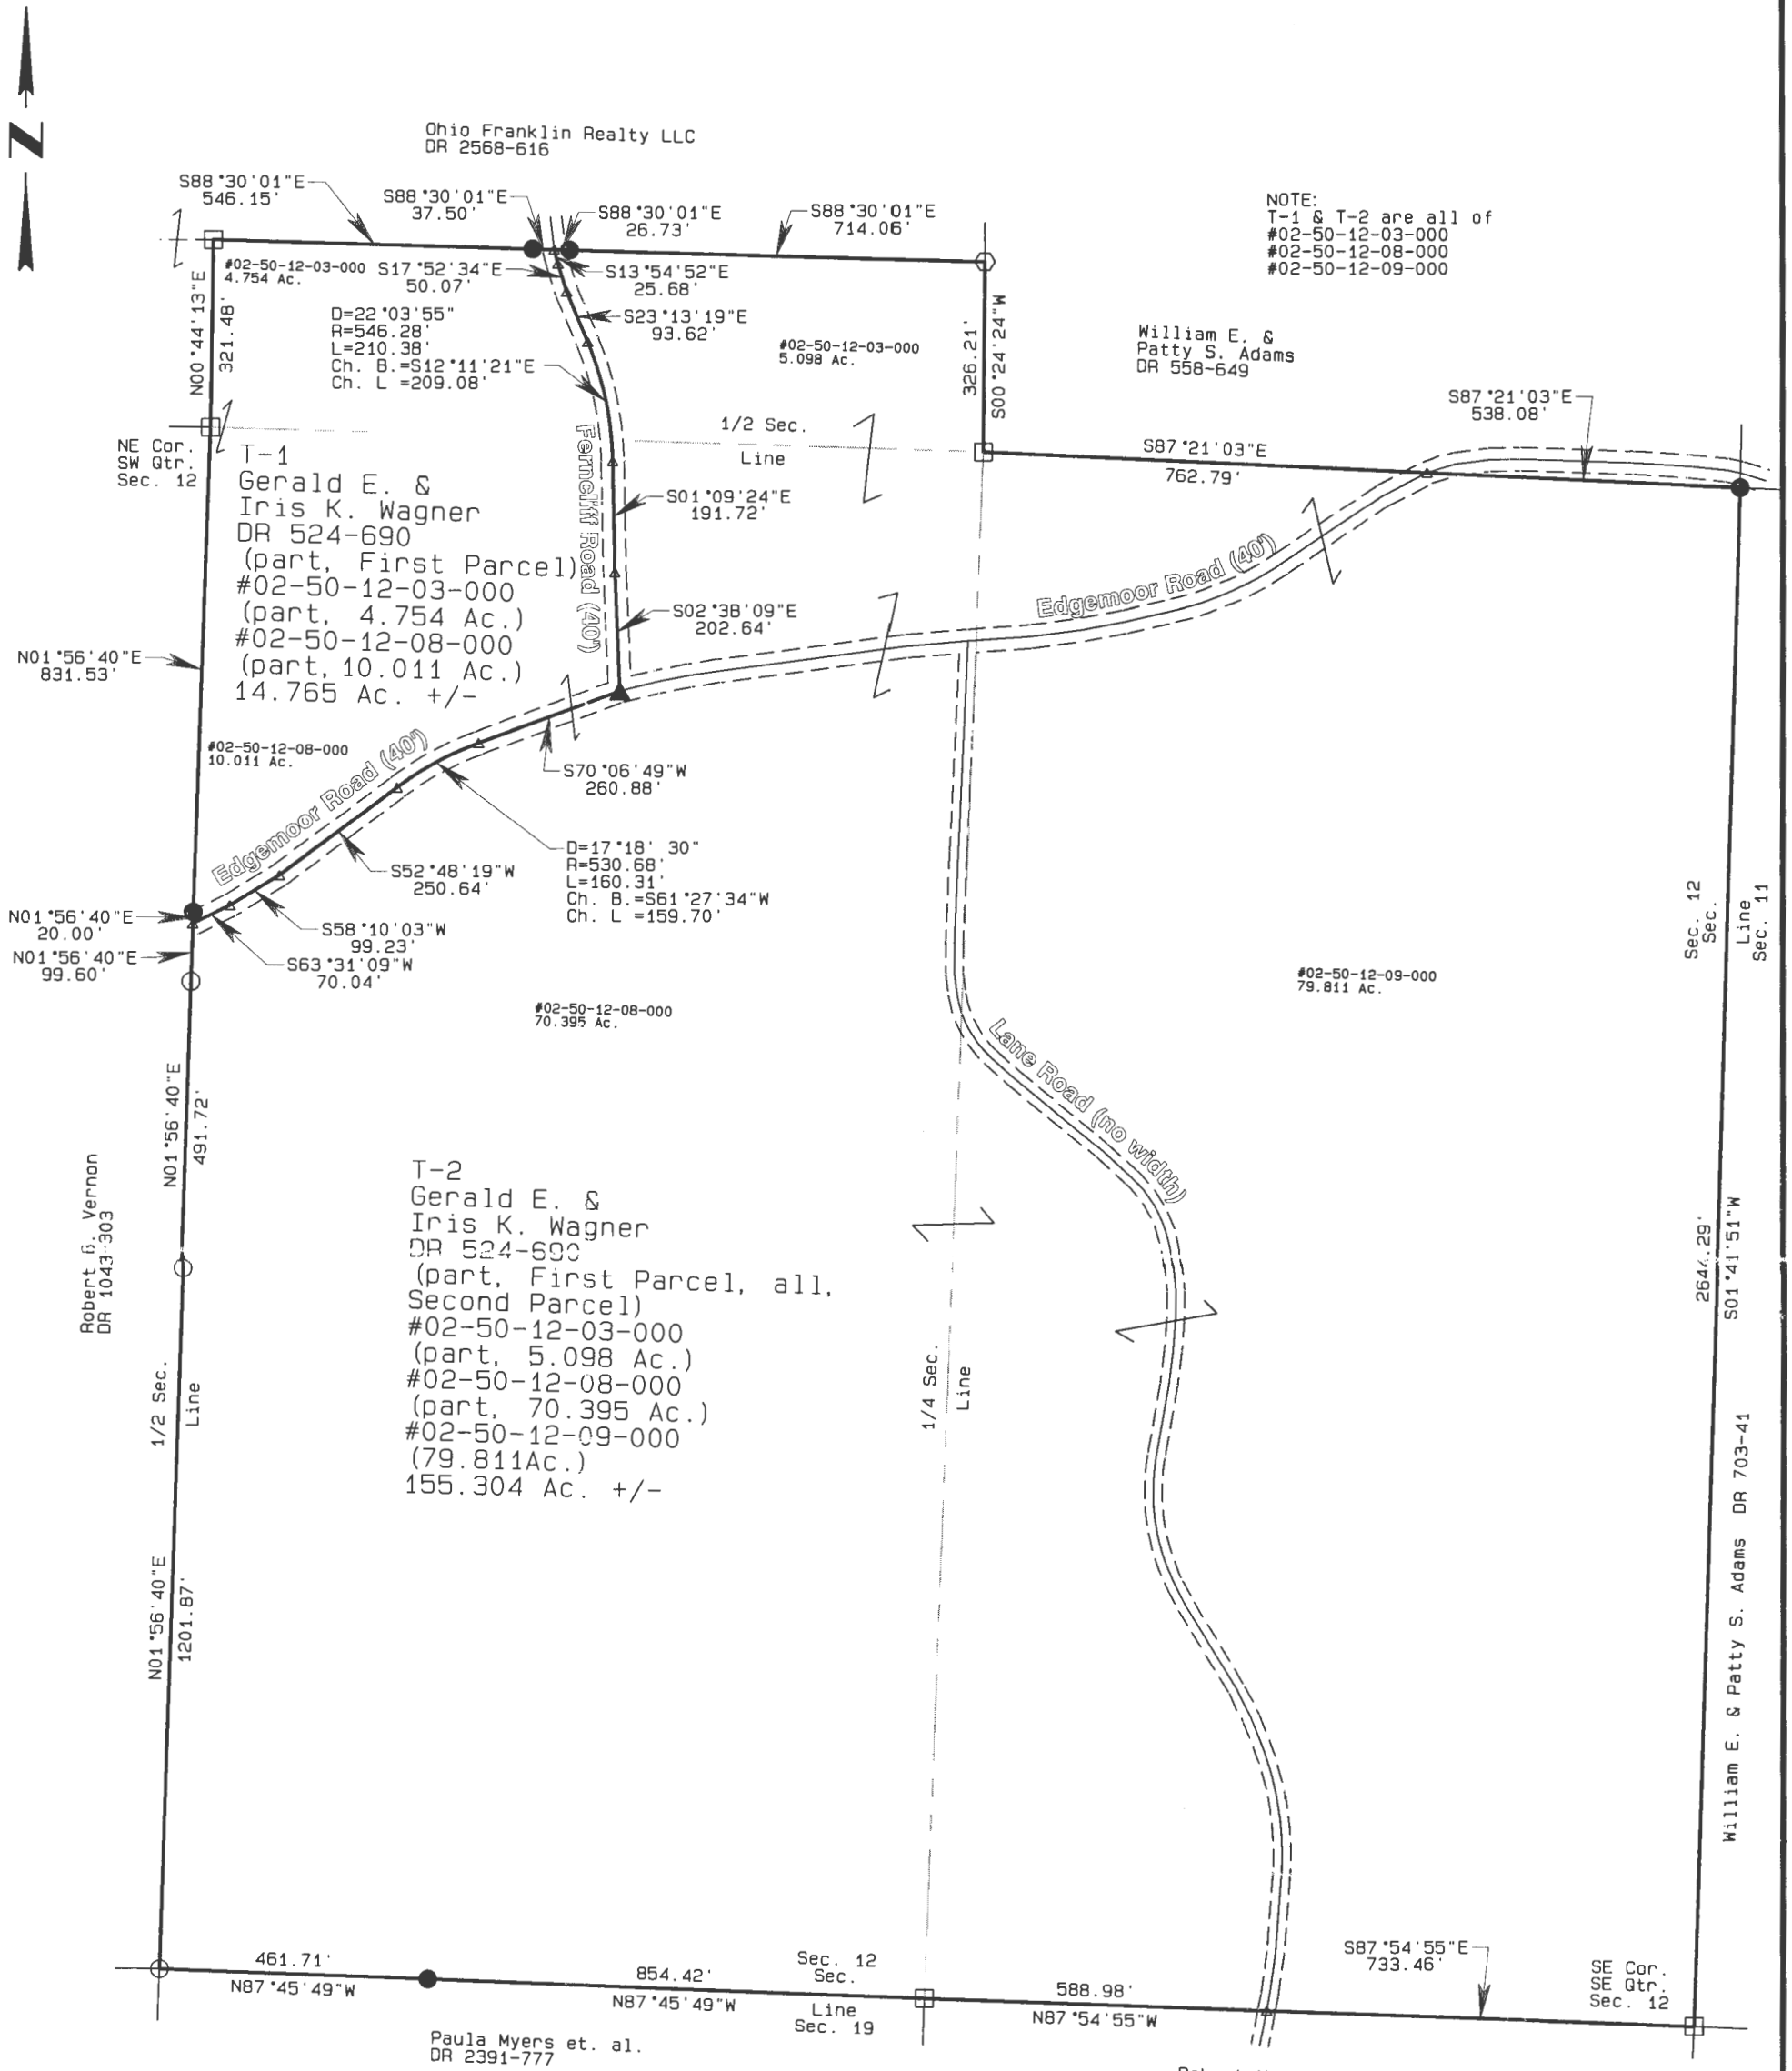 N
Ohio Franklin Realty LLC
DR 2568-616
S88°30'01"E
546.15'
S88°30'01"E
37.50'
S88°30'01"E
26.73'
S88°30'01"E
714.06'
NOTE:
T-1 & T-2 are all of
#02-50-12-03-000
#02-50-12-08-000
#02-50-12-09-000
#02-50-12-03-000
4.754 Ac.
S17°52'34"E
50.07'
S13°54'52"E
25.68'
N00°44'13"E
321.48'
D=22°03'55"
R=546.28'
L=210.38'
Ch. B.=S12°11'21"E
Ch. L =209.08'
S23°13'19"E
93.62'
#02-50-12-03-000
5.098 Ac.
326.21'
S00°24'24"W
William E. &
Patty S. Adams
DR 558-649
S87°21'03"E
538.08'
NE Cor.
SW Qtr.
Sec. 12
1/2 Sec.
Line
S87°21'03"E
762.79'
T-1
Gerald E. &
Iris K. Wagner
DR 524-690
(part, First Parcel)
#02-50-12-03-000
(part, 4.754 Ac.)
#02-50-12-08-000
(part, 10.011 Ac.)
14.765 Ac. +/-
Ferncliff Road (40')
S01°09'24"E
191.72'
S02°38'09"E
202.64'
Edgemoor Road (40')
N01°56'40"E
831.53'
#02-50-12-08-000
10.011 Ac.
Edgemoor Road (40')
S70°06'49"W
260.88'
D=17°18' 30"
R=530.68'
L=160.31'
Ch. B.=S61°27'34"W
Ch. L =159.70'
S52°48'19"W
250.64'
N01°56'40"E
20.00'
S58°10'03"W
99.23'
N01°56'40"E
99.60'
S63°31'09"W
70.04'
Sec. 12
Sec.
Line
Sec. 11
#02-50-12-09-000
79.811 Ac.
#02-50-12-08-000
70.395 Ac.
Lane Road (no width)
N01°56'40"E
491.72'
Robert G. Vernon
DR 1043-303
T-2
Gerald E. &
Iris K. Wagner
DR 524-690
(part, First Parcel, all,
Second Parcel)
#02-50-12-03-000
(part, 5.098 Ac.)
#02-50-12-08-000
(part, 70.395 Ac.)
#02-50-12-09-000
(79.811Ac.)
155.304 Ac. +/-
2644.29'
S01°41'51"W
1/2 Sec.
Line
1/4 Sec.
Line
William E. & Patty S. Adams DR 703-41
N01°56'40"E
1201.87'
461.71'
N87°45'49"W
854.42'
N87°45'49"W
Sec. 12
Sec.
Line
Sec. 19
588.98'
N87°54'55"W
S87°54'55"E
733.46'
SE Cor.
SE Qtr.
Sec. 12
Paula Myers et. al.
DR 2391-777